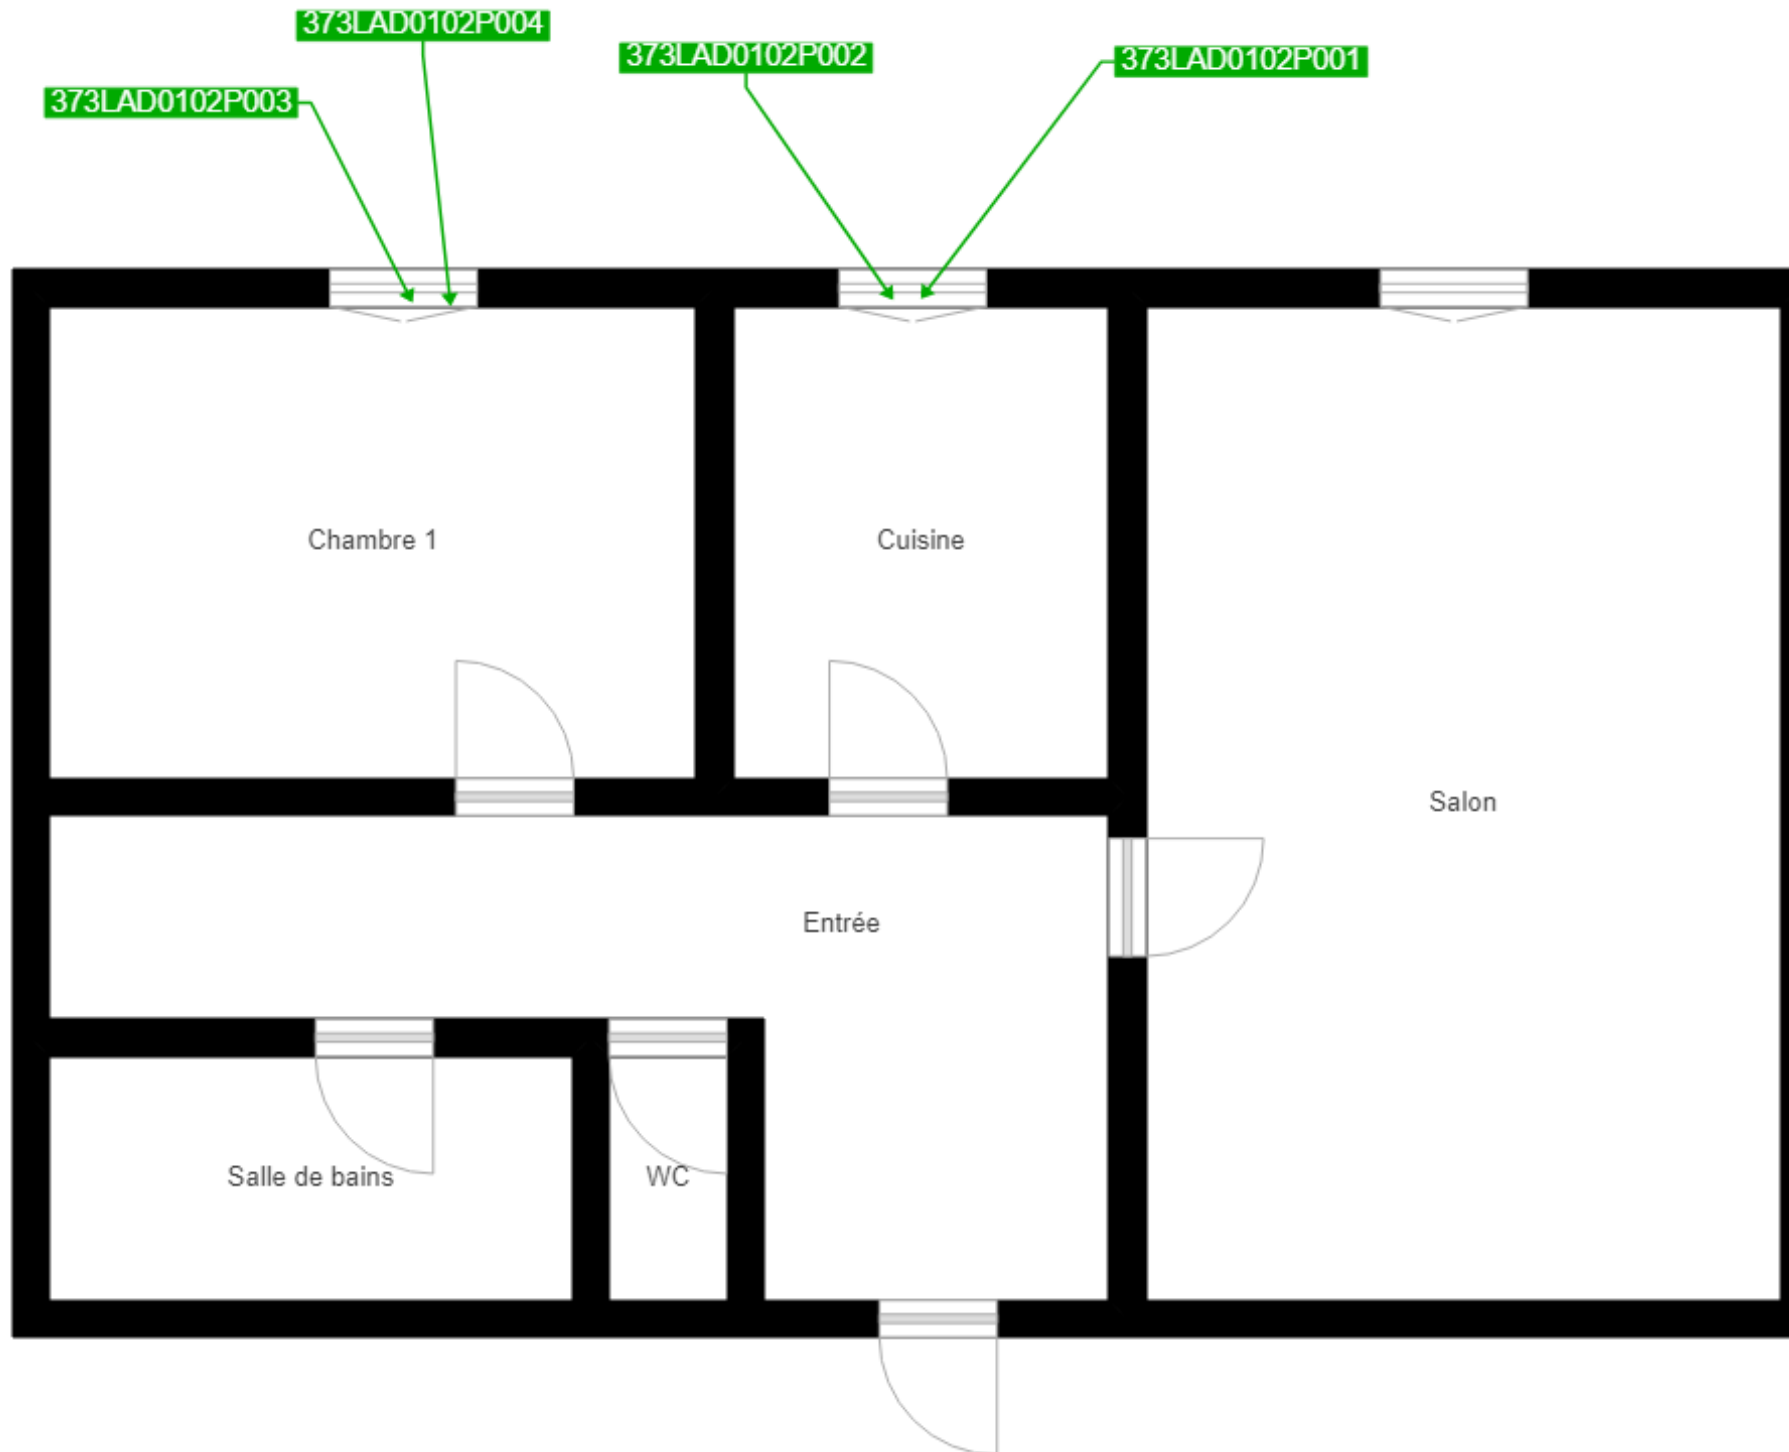 373LAD0102P004
373LAD0102P002
373LAD0102P001
373LAD0102P003
Chambre 1
Cuisine
Salon
Entrée
Salle de bains
WC